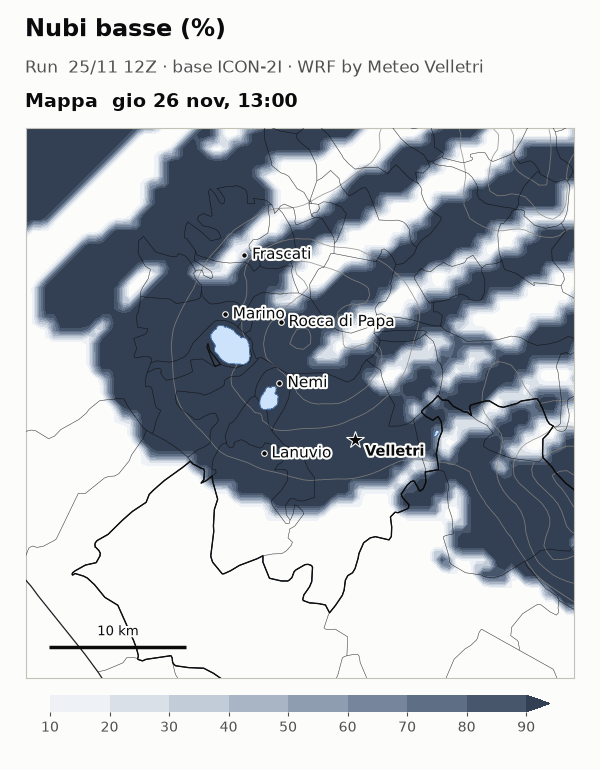 Nubi basse (%)
Run  25/11 12Z · base ICON-2I · WRF by Meteo Velletri
Mappa  gio 26 nov, 13:00
Frascati
Marino
Rocca di Papa
Nemi
Velletri
Lanuvio
10 km
10 20 30 40 50 60 70 80 90